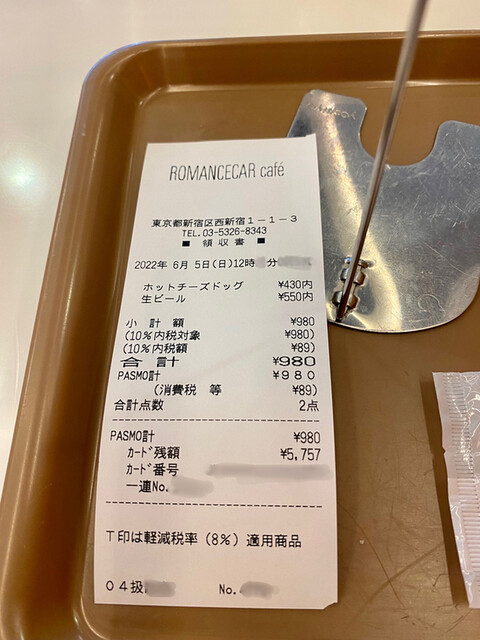 ROMANCECAR café
東京都新宿区西新宿１－１－３
TEL.03-5326-8343
■ 領収書 ■
2022年 6月 5日(日)12時 分
ホットチーズドッグ ¥430内
生ビール ¥550内
小 計 額 ¥980
(10%内税対象 ¥980)
(10%内税額 ¥89)
合 計 ¥980
PASMO計 ¥９８０
(消費税 等 ¥89)
合計点数 2点
PASMO計 ¥980
ｶｰﾄﾞ残額 ¥5,757
ｶｰﾄﾞ番号
一連No.
Ｔ印は軽減税率（８％）適用商品
０４扱 No.